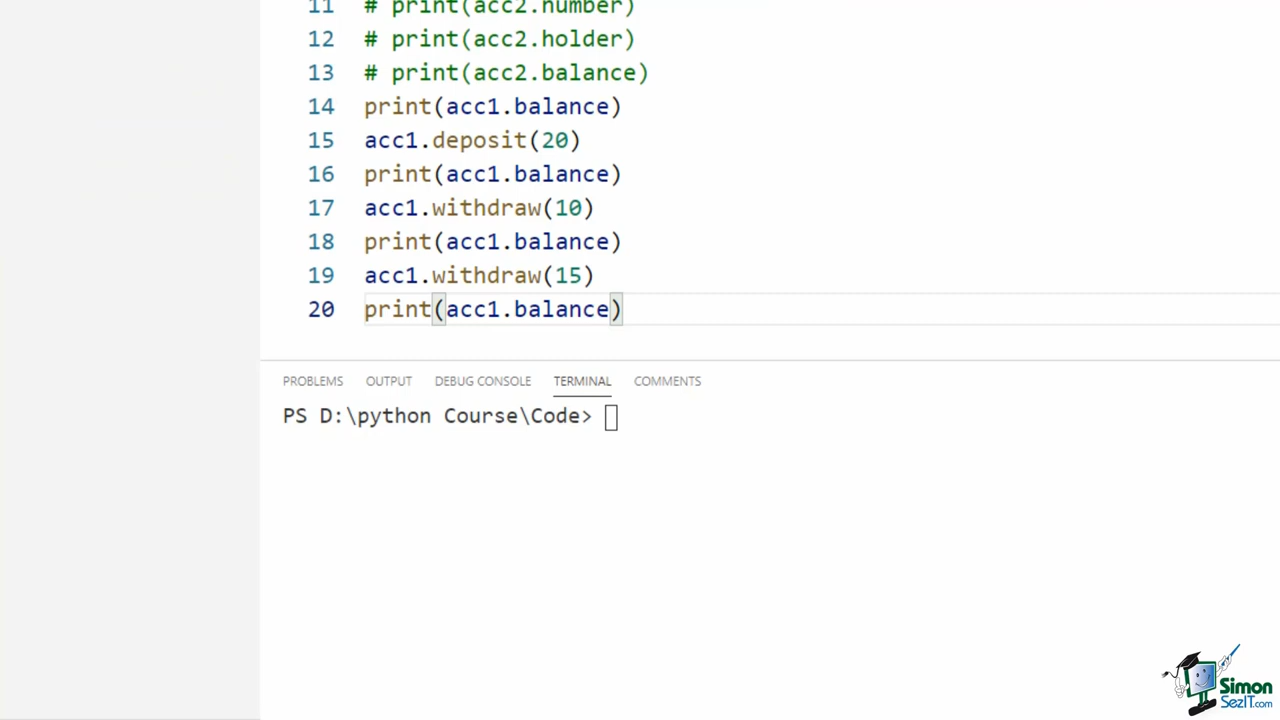 11 # print(acc2.number)
12 # print(acc2.holder)
13 # print(acc2.balance)
14 print(acc1.balance)
15 acc1.deposit(20)
16 print(acc1.balance)
17 acc1.withdraw(10)
18 print(acc1.balance)
19 acc1.withdraw(15)
20 print(acc1.balance)
PROBLEMS OUTPUT DEBUG CONSOLE TERMINAL COMMENTS
PS D:\python Course\Code>
Simon
SezIT.com